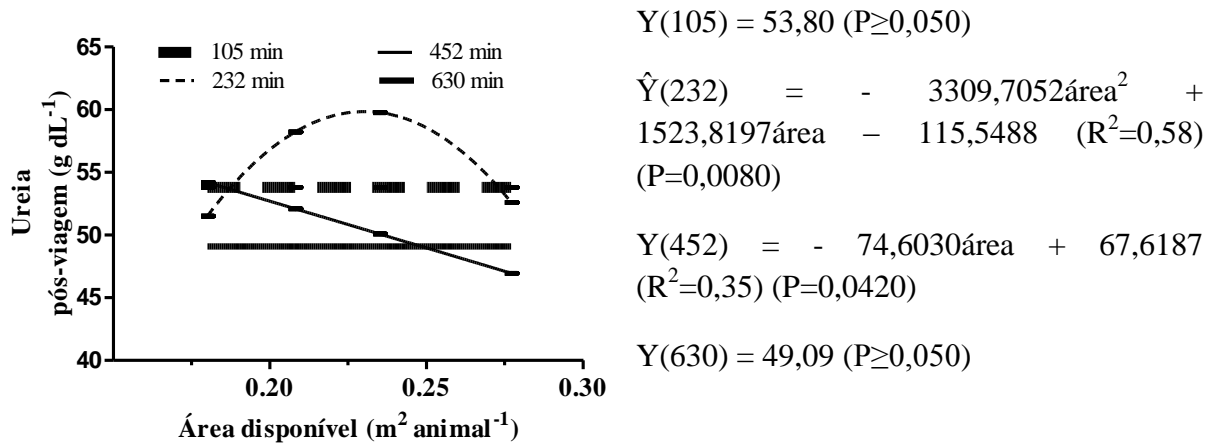 65
60
55
50
45
40
Ureia
pós-viagem (g dL⁻¹)
105 min
232 min
452 min
630 min
0.20
0.25
0.30
Área disponível (m² animal⁻¹)
Y(105) = 53,80 (P≥0,050)
Ŷ(232) = - 3309,7052área² +
1523,8197área – 115,5488 (R²=0,58)
(P=0,0080)
Y(452) = - 74,6030área + 67,6187
(R²=0,35) (P=0,0420)
Y(630) = 49,09 (P≥0,050)